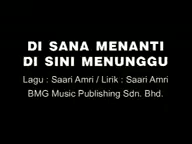 DI SANA MENANTI
DI SINI MENUNGGU
Lagu : Saari Amri / Lirik : Saari Amri
BMG Music Publishing Sdn. Bhd.